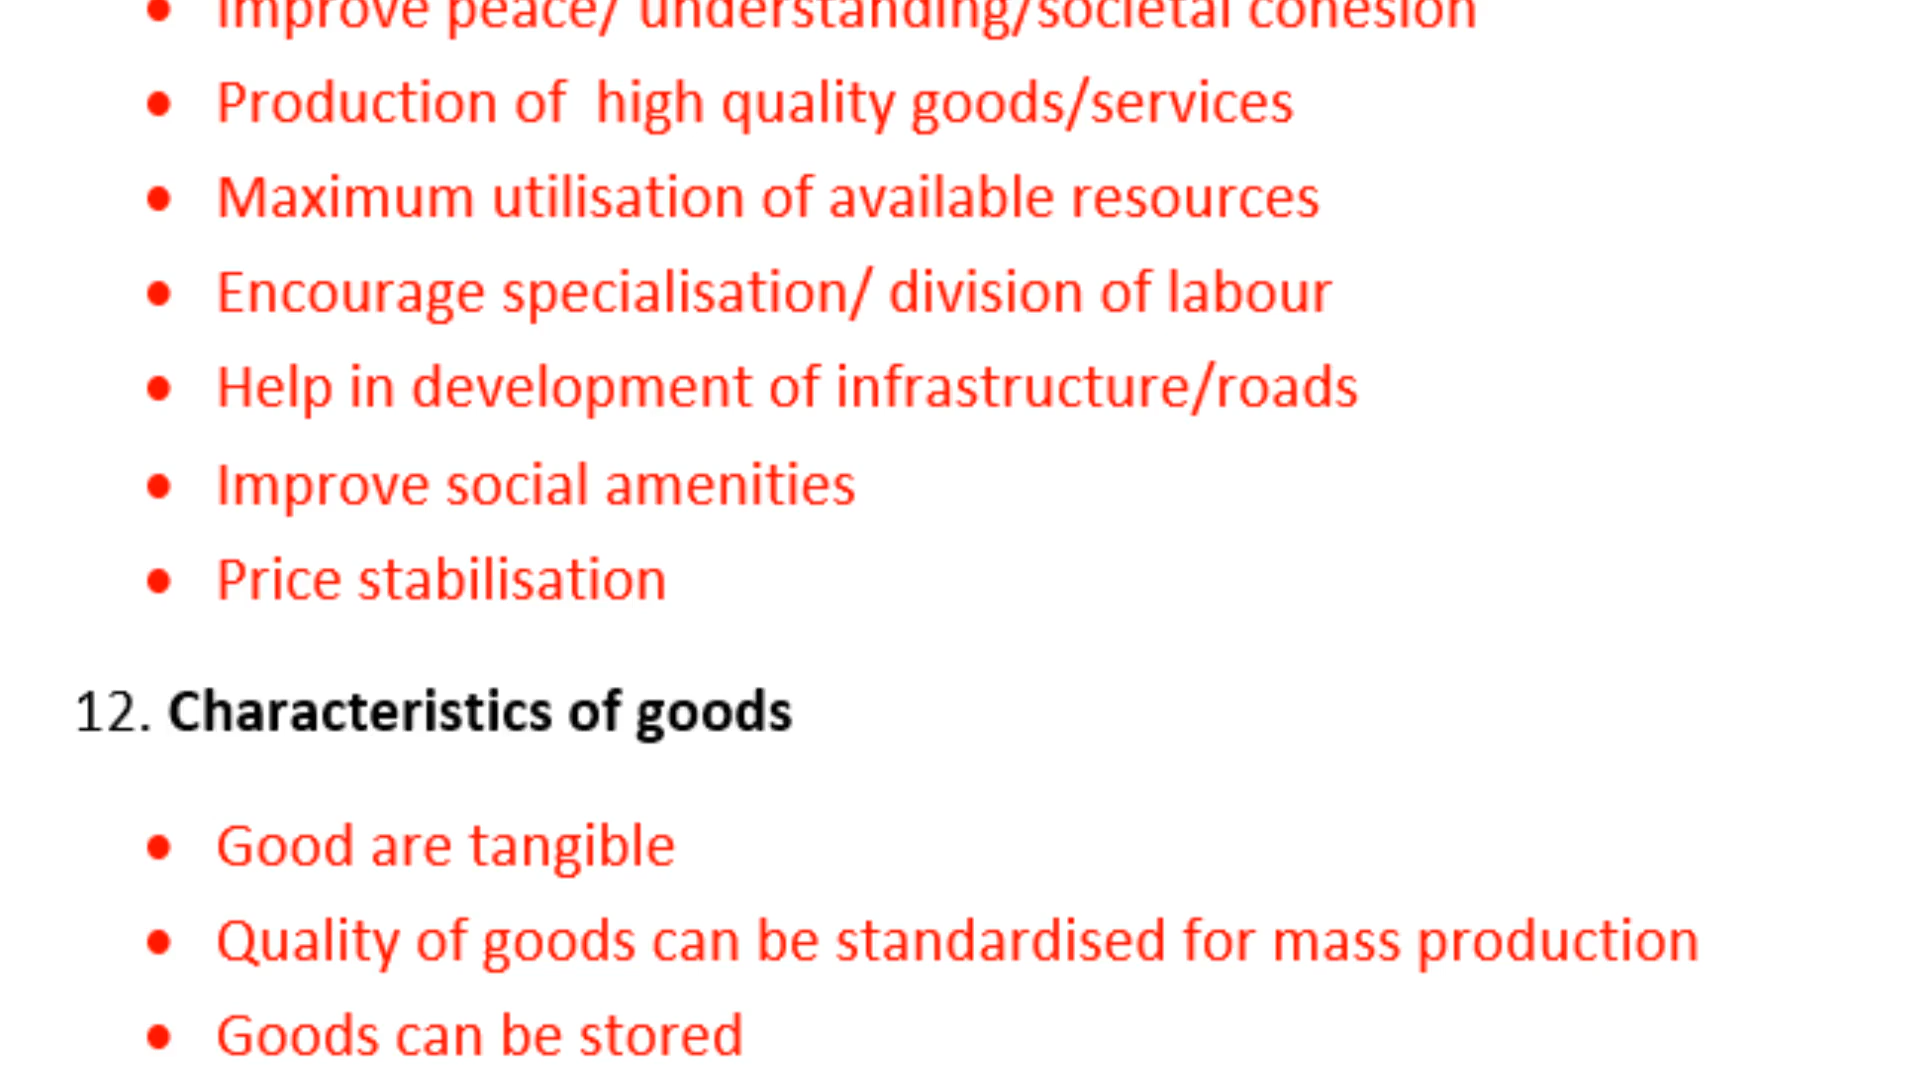 • Improve peace/ understanding/societal cohesion
• Production of  high quality goods/services
• Maximum utilisation of available resources
• Encourage specialisation/ division of labour
• Help in development of infrastructure/roads
• Improve social amenities
• Price stabilisation
12. Characteristics of goods
• Good are tangible
• Quality of goods can be standardised for mass production
• Goods can be stored